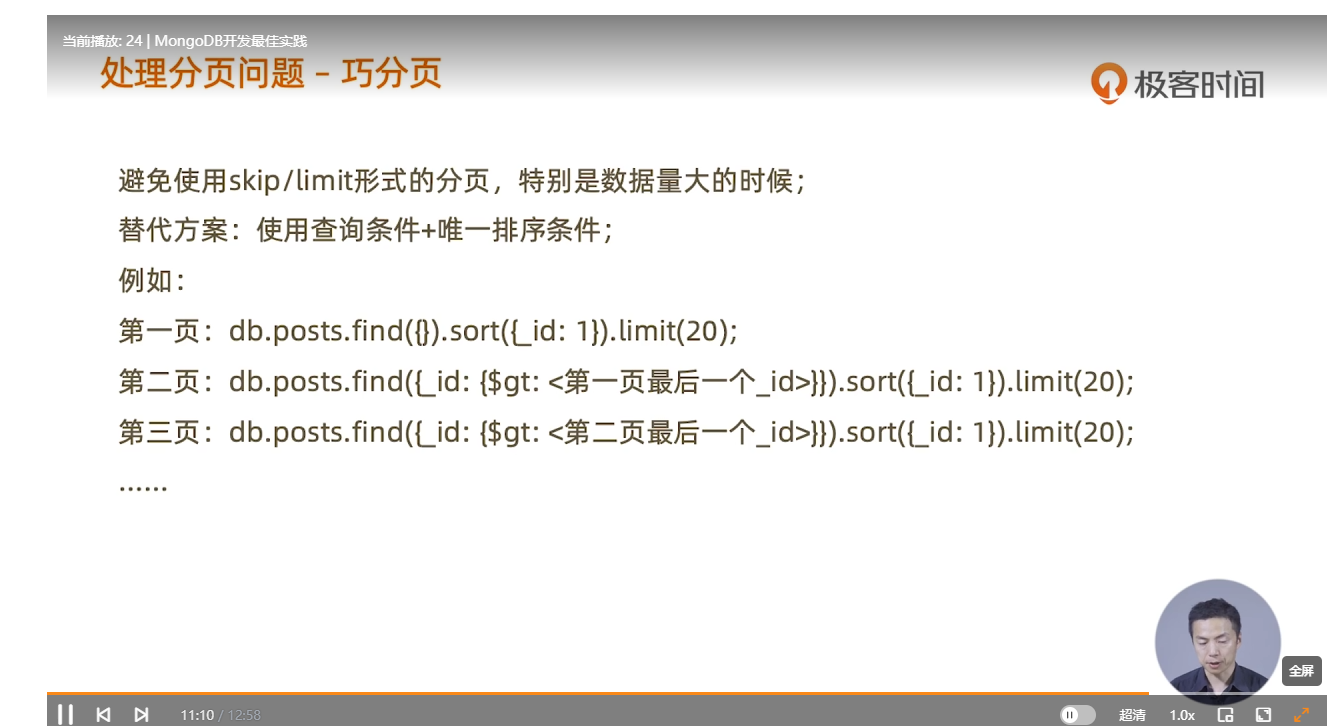 当前播放: 24 | MongoDB开发最佳实践
处理分页问题 – 巧分页
极客时间
避免使用skip/limit形式的分页，特别是数据量大的时候；
替代方案：使用查询条件+唯一排序条件；
例如：
第一页：db.posts.find({}).sort({_id: 1}).limit(20);
第二页：db.posts.find({_id: {$gt: <第一页最后一个_id>}}).sort({_id: 1}).limit(20);
第三页：db.posts.find({_id: {$gt: <第二页最后一个_id>}}).sort({_id: 1}).limit(20);
……
全屏
11:10 / 12:58 超清 1.0x